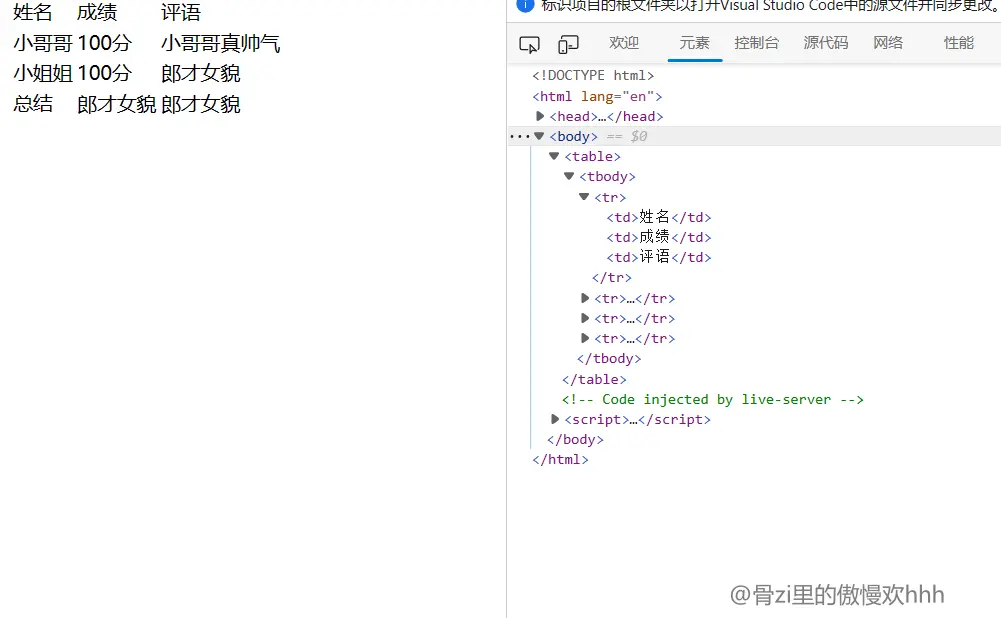 姓名 成绩 评语
小哥哥 100分 小哥哥真帅气
小姐姐 100分 郎才女貌
总结 郎才女貌 郎才女貌
标识项目的根文件夹以打开Visual Studio Code中的源文件并同步更改。
欢迎 元素 控制台 源代码 网络 性能
<!DOCTYPE html>
<html lang="en">
<head>…</head>
<body> == $0
<table>
<tbody>
<tr>
<td>姓名</td>
<td>成绩</td>
<td>评语</td>
</tr>
<tr>…</tr>
<tr>…</tr>
<tr>…</tr>
</tbody>
</table>
<!-- Code injected by live-server -->
<script>…</script>
</body>
</html>
@骨zi里的傲慢欢hhh